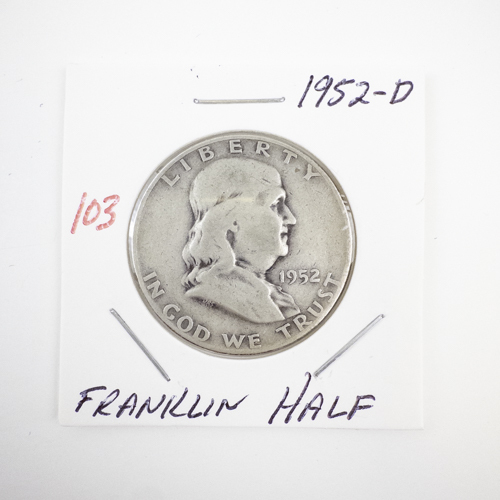 1952-D
LIBERTY
103
1952
IN GOD WE TRUST
FRANKLIN HALF